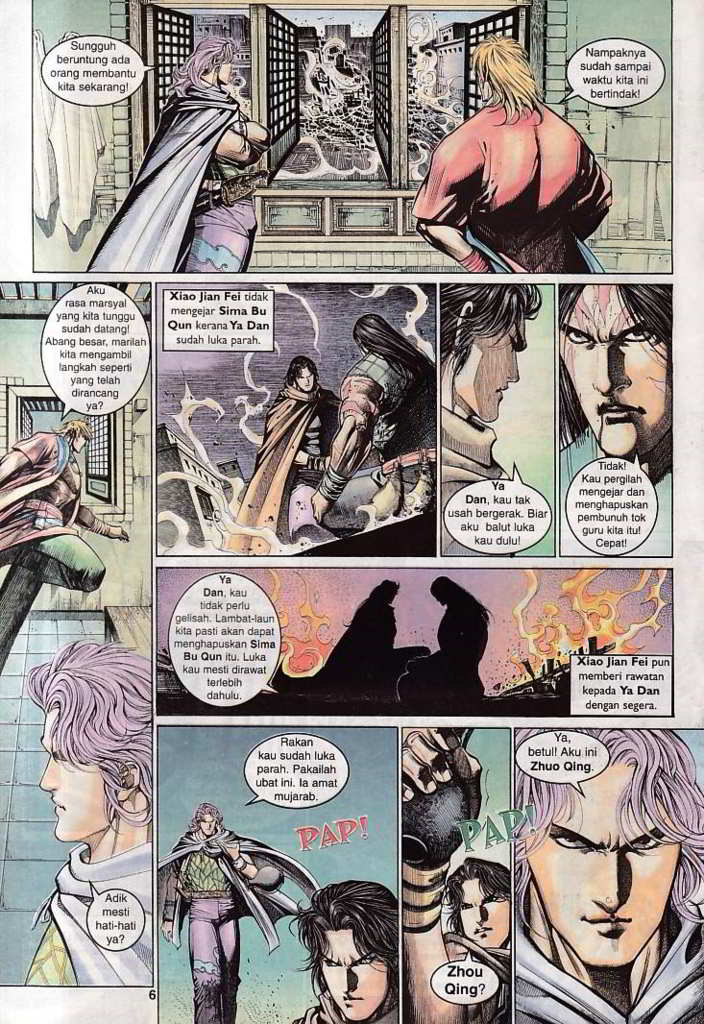 Sungguh
beruntung ada
orang membantu
kita sekarang!
Nampaknya
sudah sampai
waktu kita ini
bertindak!
Aku
rasa marsyal
yang kita tunggu
sudah datang!
Abang besar, marilah
kita mengambil
langkah seperti
yang telah
dirancang
ya?
Adik
mesti
hati-hati
ya?
Xiao Jian Fei tidak
mengejar Sima Bu
Qun kerana Ya Dan
sudah luka parah.
Ya
Dan, kau tak
usah bergerak. Biar
aku balut luka
kau dulu!
Tidak!
Kau pergilah
mengejar dan
menghapuskan
pembunuh tok
guru kita itu!
Cepat!
Ya
Dan, kau
tidak perlu
gelisah. Lambat-laun
kita pasti akan dapat
menghapuskan Sima
Bu Qun itu. Luka
kau mesti dirawat
terlebih
dahulu.
Xiao Jian Fei pun
memberi rawatan
kepada Ya Dan
dengan segera.
Rakan
kau sudah luka
parah. Pakailah
ubat ini. Ia amat
mujarab.
PAP!
PAP!
Zhou
Qing?
Ya,
betul! Aku ini
Zhuo Qing.
6